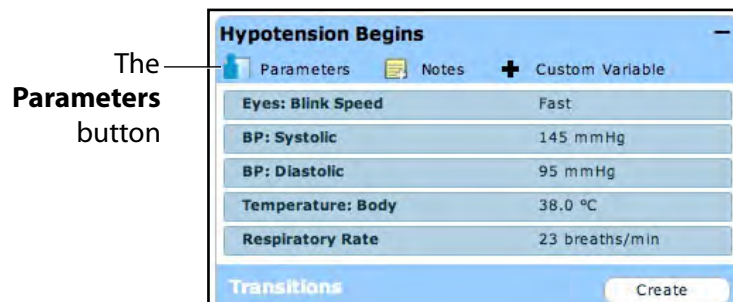 The
Parameters
button
Hypotension Begins
Parameters Notes Custom Variable
Eyes: Blink Speed Fast
BP: Systolic 145 mmHg
BP: Diastolic 95 mmHg
Temperature: Body 38.0 °C
Respiratory Rate 23 breaths/min
Transitions Create